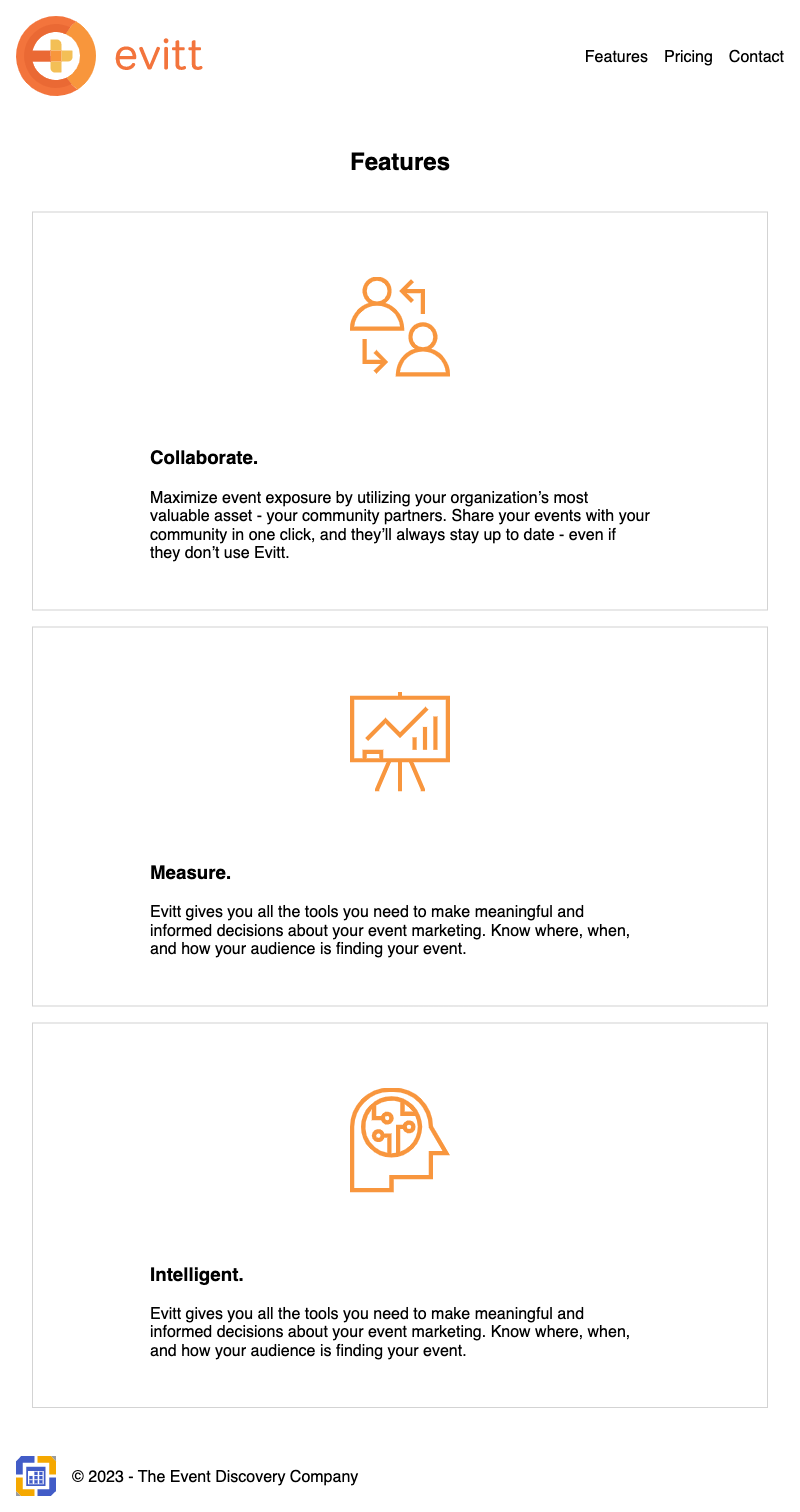 evitt
Features Pricing Contact
Features
Collaborate.
Maximize event exposure by utilizing your organization’s most
valuable asset - your community partners. Share your events with your
community in one click, and they’ll always stay up to date - even if
they don’t use Evitt.
Measure.
Evitt gives you all the tools you need to make meaningful and
informed decisions about your event marketing. Know where, when,
and how your audience is finding your event.
Intelligent.
Evitt gives you all the tools you need to make meaningful and
informed decisions about your event marketing. Know where, when,
and how your audience is finding your event.
© 2023 - The Event Discovery Company